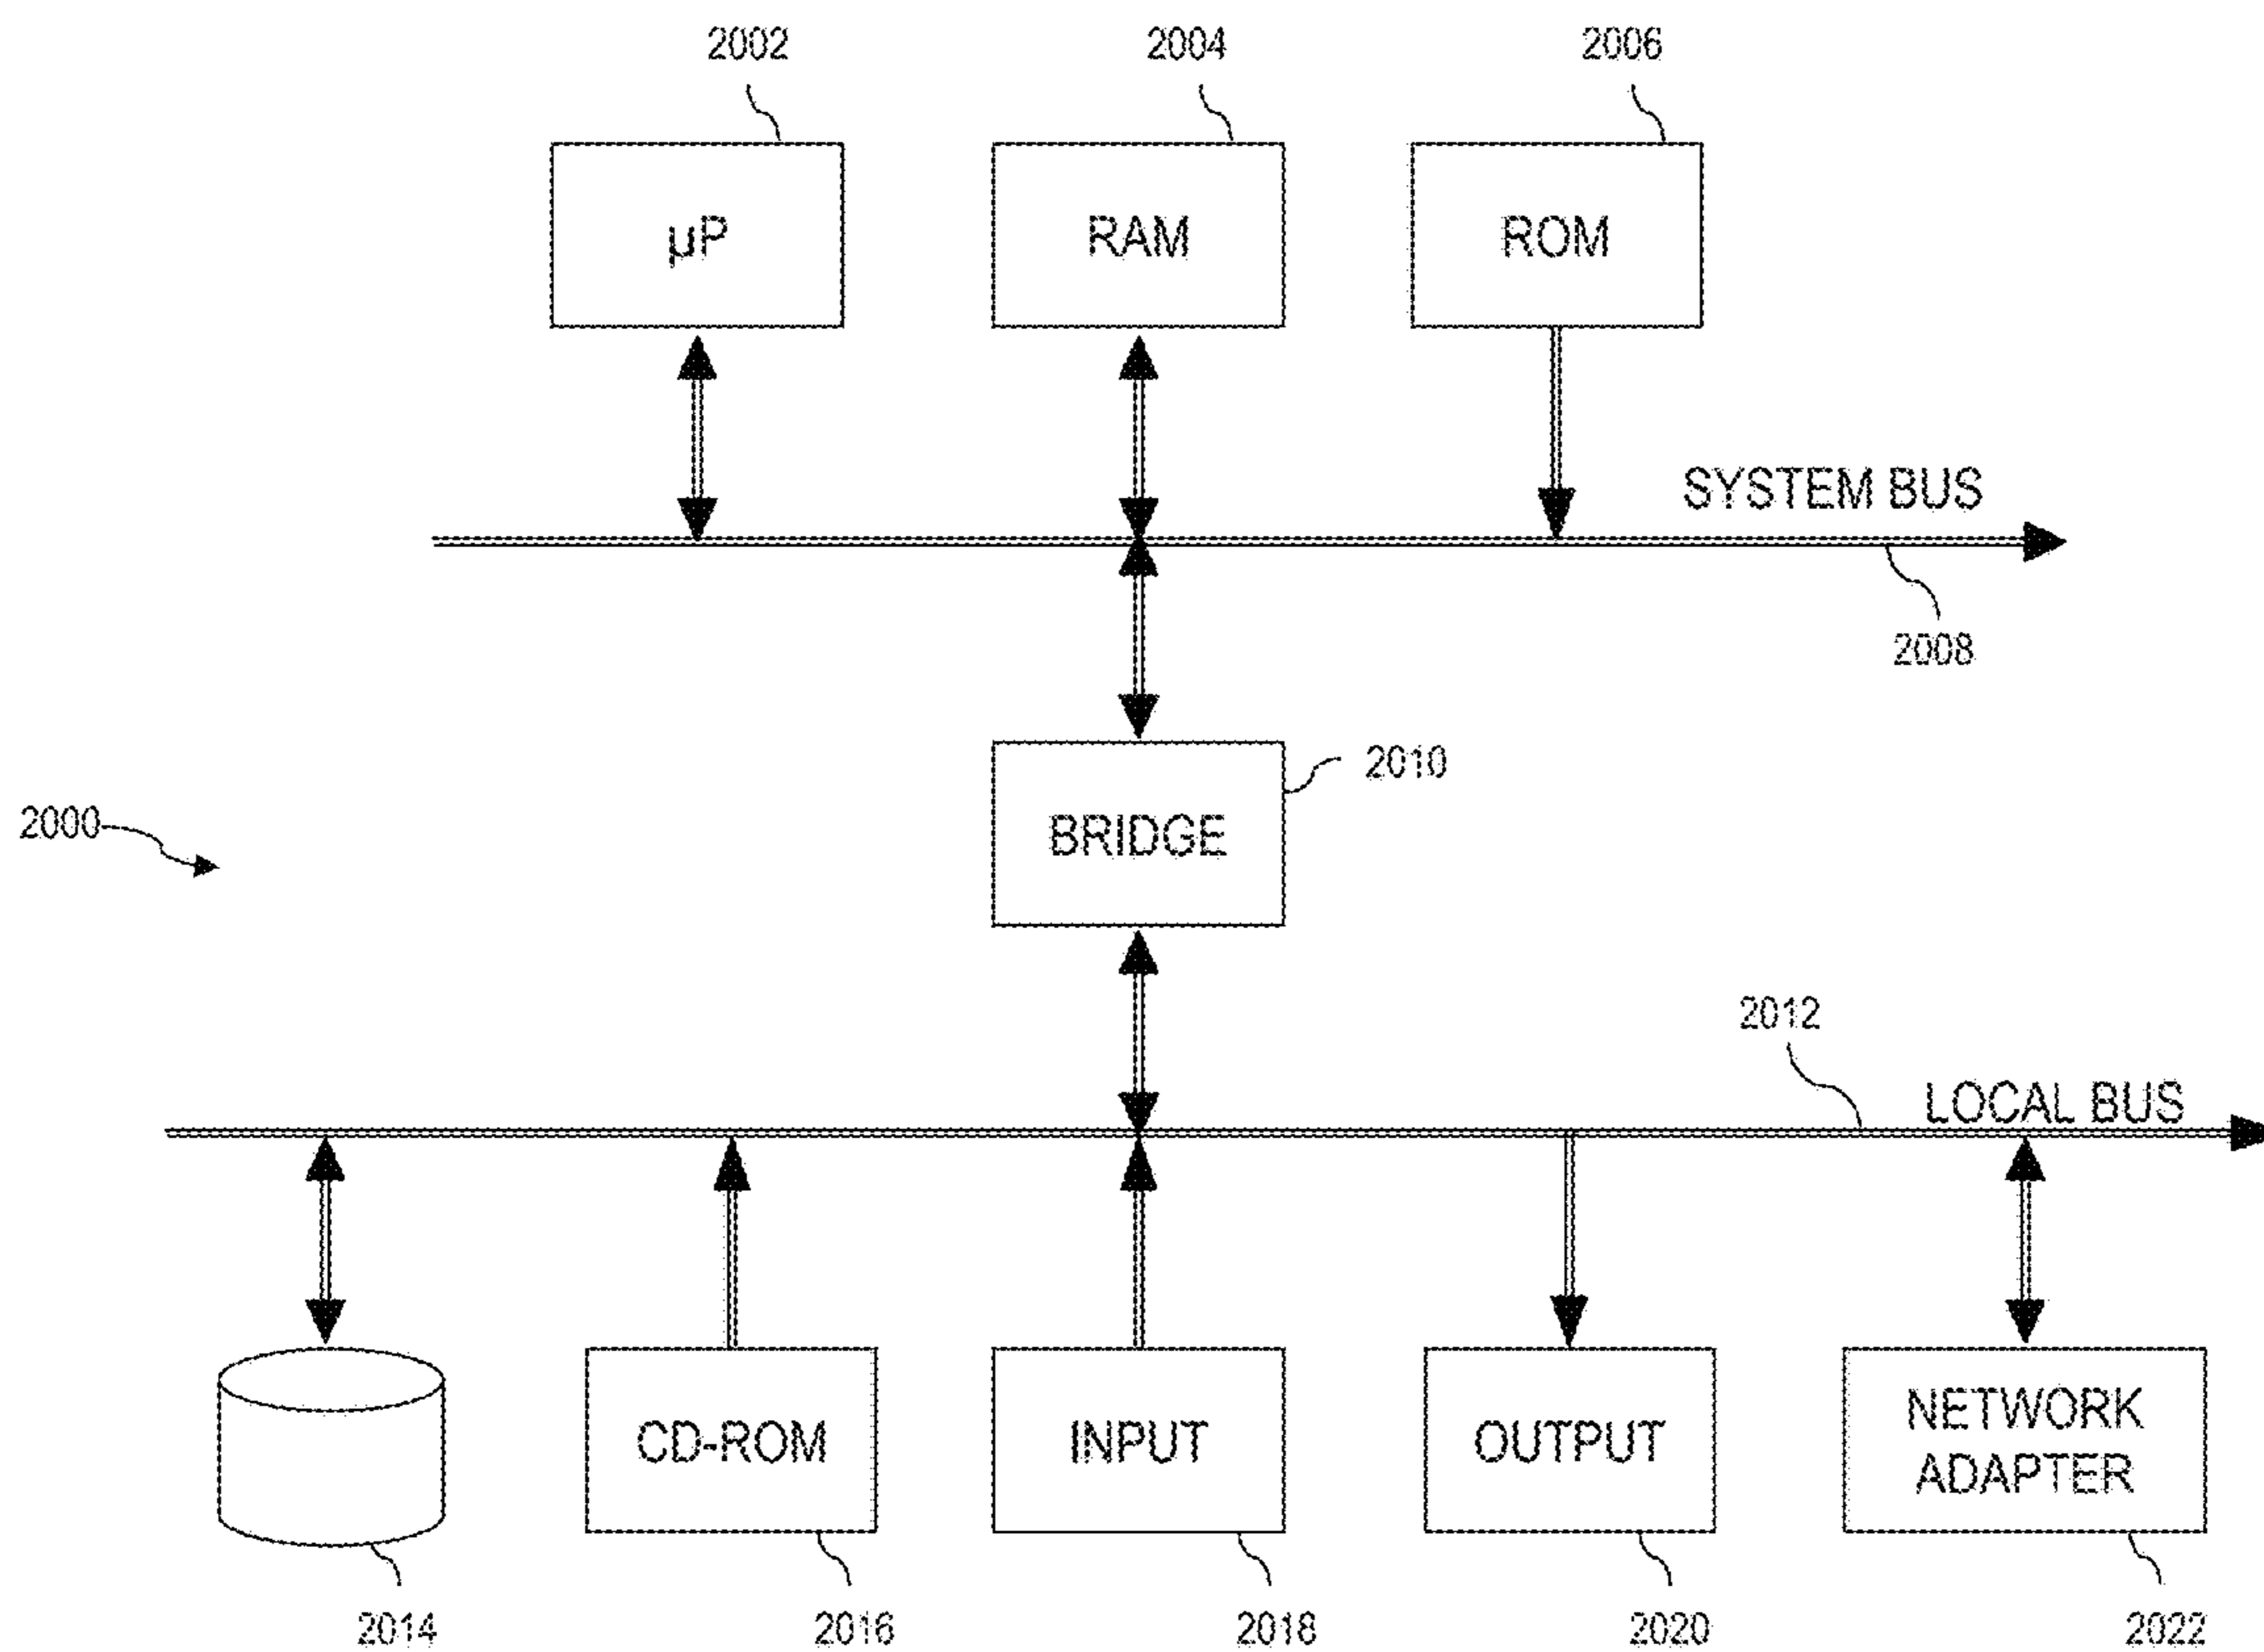 2002
2004
2006
µP
RAM
ROM
SYSTEM BUS
2008
2010
BRIDGE
2000
2012
LOCAL BUS
CD-ROM
INPUT
OUTPUT
NETWORK
ADAPTER
2014
2016
2018
2020
2022